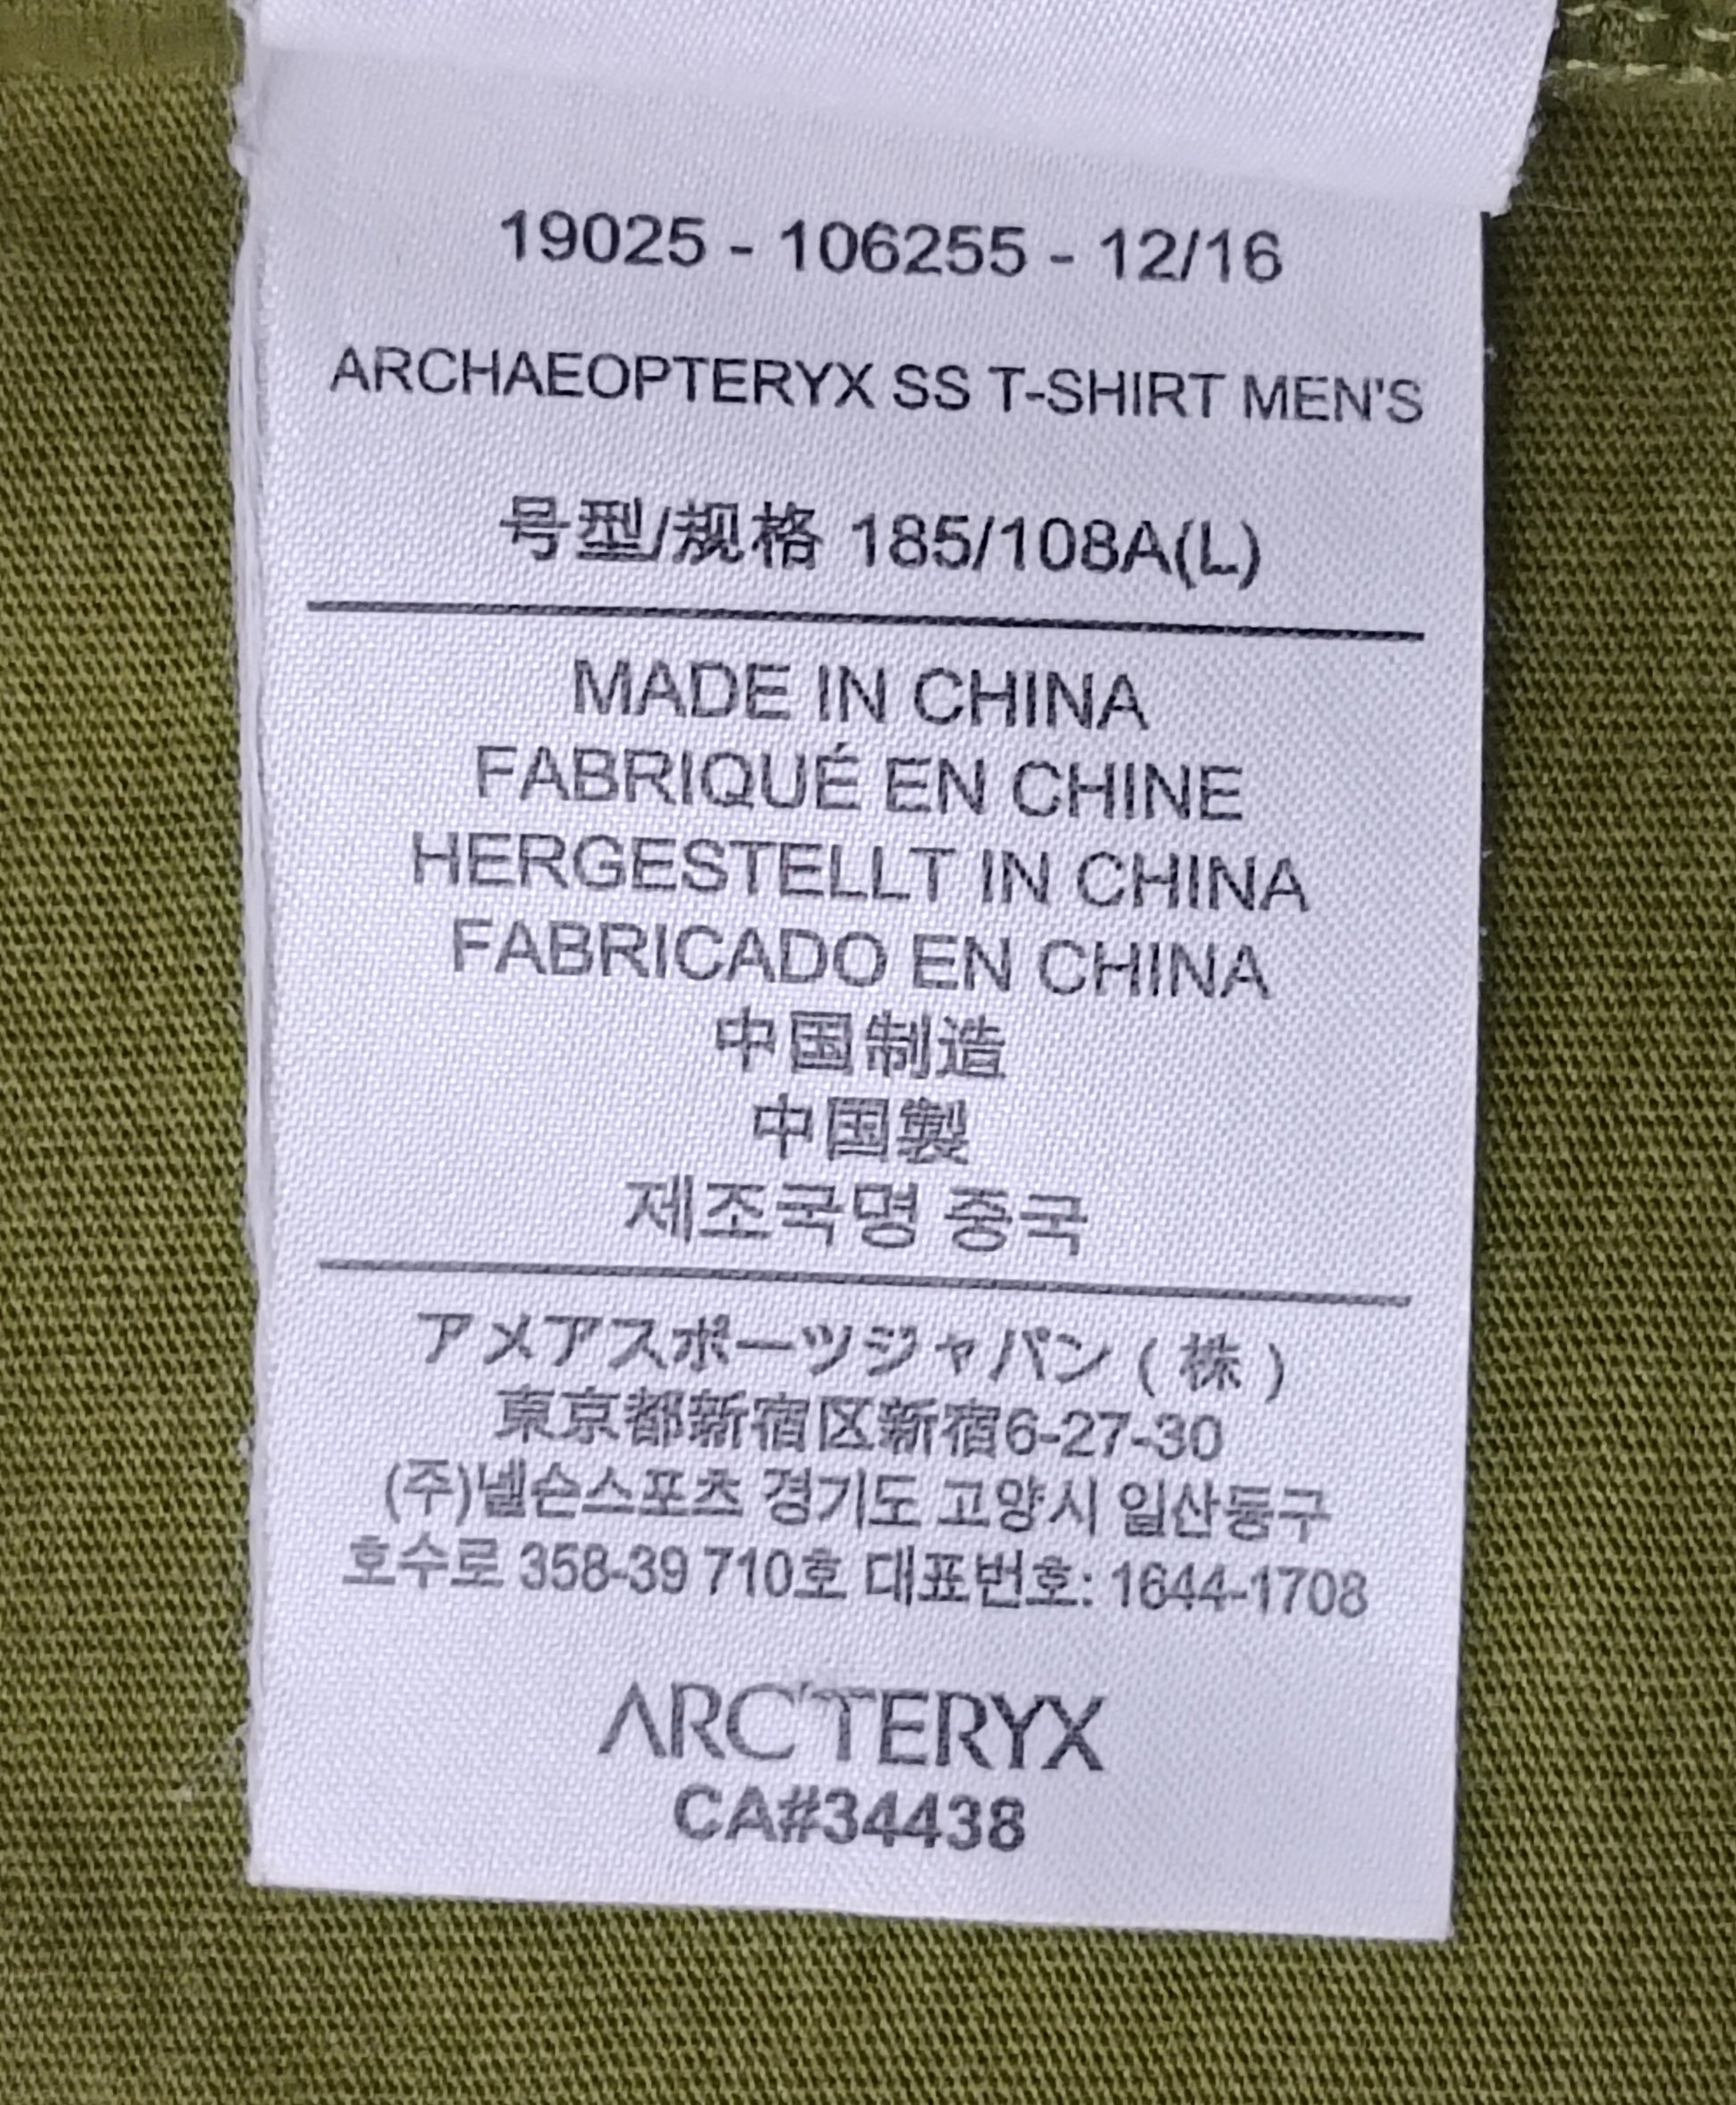 19025 - 106255 - 12/16
ARCHAEOPTERYX SS T-SHIRT MEN'S
号型/规格 185/108A(L)
MADE IN CHINA
FABRIQUÉ EN CHINE
HERGESTELLT IN CHINA
FABRICADO EN CHINA
中国制造
中国製
제조국명 중국
アメアスポーツジャパン ( 株 )
東京都新宿区新宿6-27-30
(주)넬슨스포츠 경기도 고양시 일산동구
호수로 358-39 710호 대표번호: 1644-1708
ARC'TERYX
CA#34438